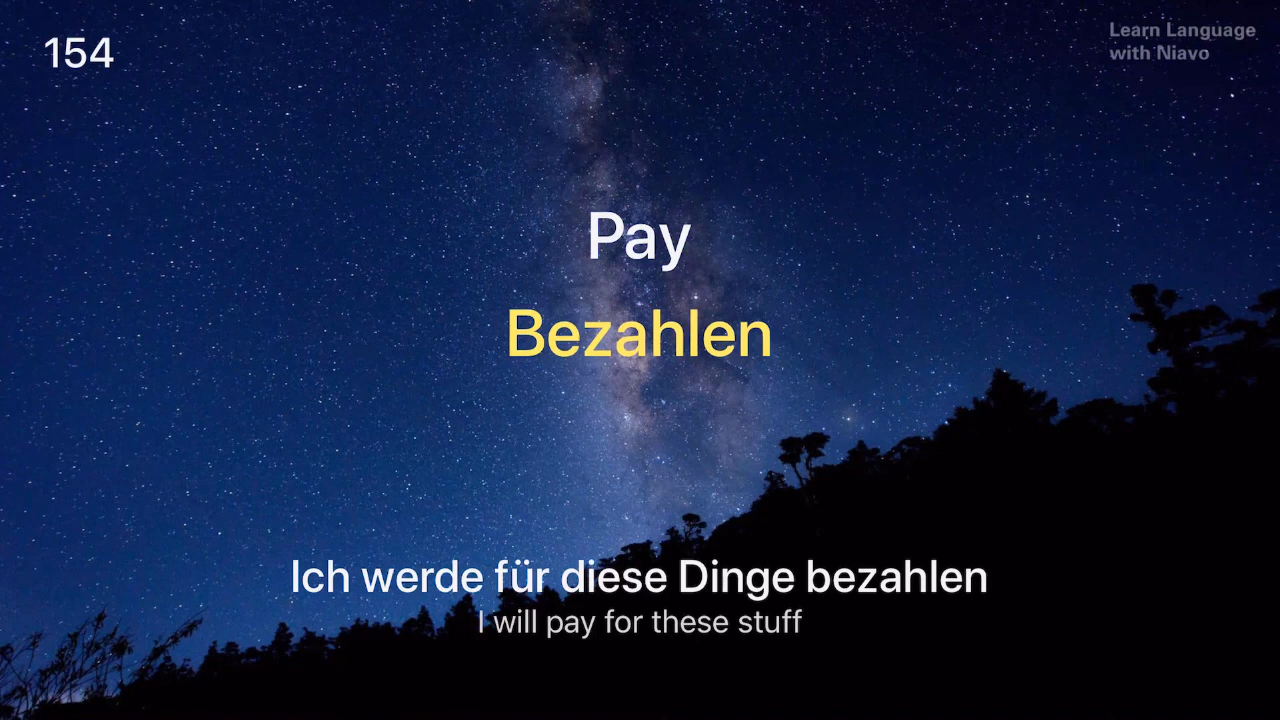 154
Learn Language
with Niavo
Pay
Bezahlen
Ich werde für diese Dinge bezahlen
I will pay for these stuff